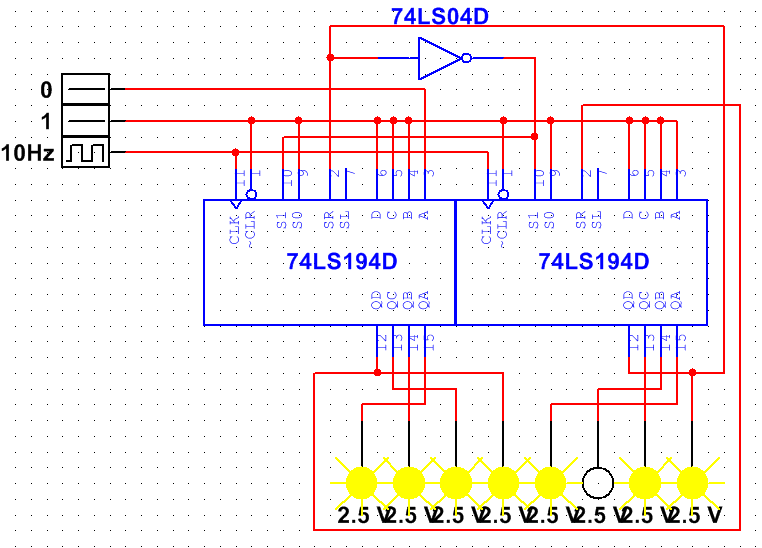 74LS04D
0
1
10Hz
11 1 10 9 2 7 6 5 4 3 11 1 10 9 2 7 6 5 4 3
CLK ~CLR S1 S0 SR SL D C B A CLK ~CLR S1 S0 SR SL D C B A
74LS194D 74LS194D
QD QC QB QA QD QC QB QA
12 13 14 15 12 13 14 15
2.5 V 2.5 V 2.5 V 2.5 V 2.5 V 2.5 V 2.5 V 2.5 V